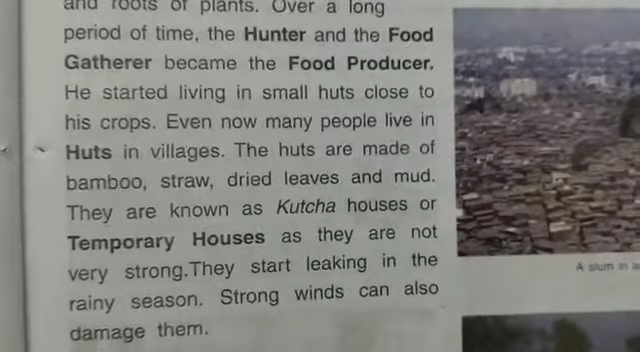 and roots of plants. Over a long
period of time, the Hunter and the Food
Gatherer became the Food Producer.
He started living in small huts close to
his crops. Even now many people live in
Huts in villages. The huts are made of
bamboo, straw, dried leaves and mud.
They are known as Kutcha houses or
Temporary Houses as they are not
very strong.They start leaking in the
rainy season. Strong winds can also
damage them.
A slum in